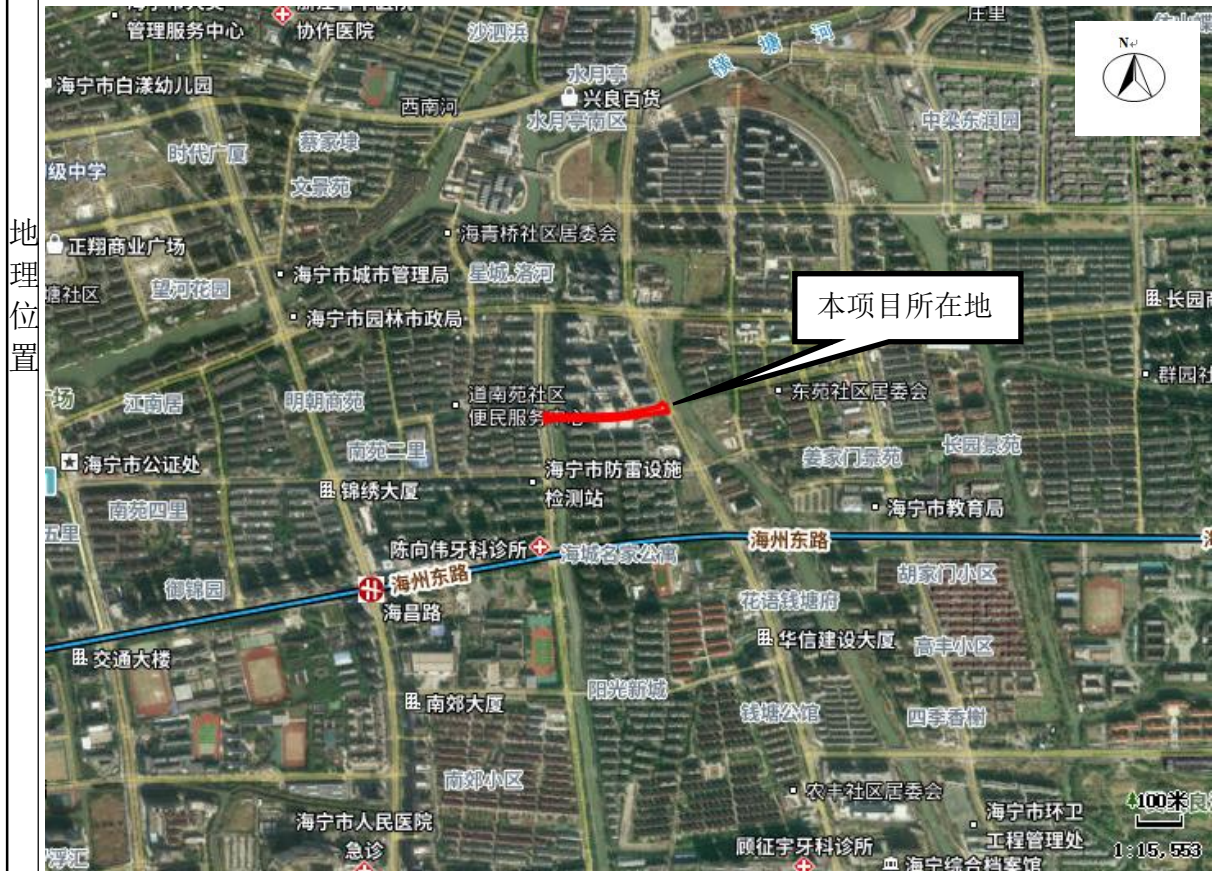 地
理
位
置
管理服务中心
协作医院
沙泗浜
庄里
N
横塘河
水月亭
海宁市白漾幼儿园
兴良百货
西南河
水月亭南区
中梁东润园
蔡家埭
时代广厦
级中学
文景苑
海青桥社区居委会
正翔商业广场
海宁市城市管理局
星城.洛河
塘社区
望河花园
本项目所在地
长园商
海宁市园林市政局
群园社
道南苑社区
便民服务中心
东苑社区居委会
江南居
明朝商苑
南苑二里
姜家门景苑
长园景苑
海宁市公证处
海宁市防雷设施
检测站
锦绣大厦
南苑四里
海宁市教育局
五里
海州东路
陈向伟牙科诊所
海城名家公寓
胡家门小区
海州东路
御锦园
海昌路
花语钱塘府
华信建设大厦
高丰小区
交通大楼
阳光新城
南郊大厦
钱塘公馆
四季香榭
南郊小区
农丰社区居委会
100米
海宁市人民医院
急诊
海宁市环卫
工程管理处
顾征宇牙科诊所
1:15,553
浮汇
海宁综合档案馆